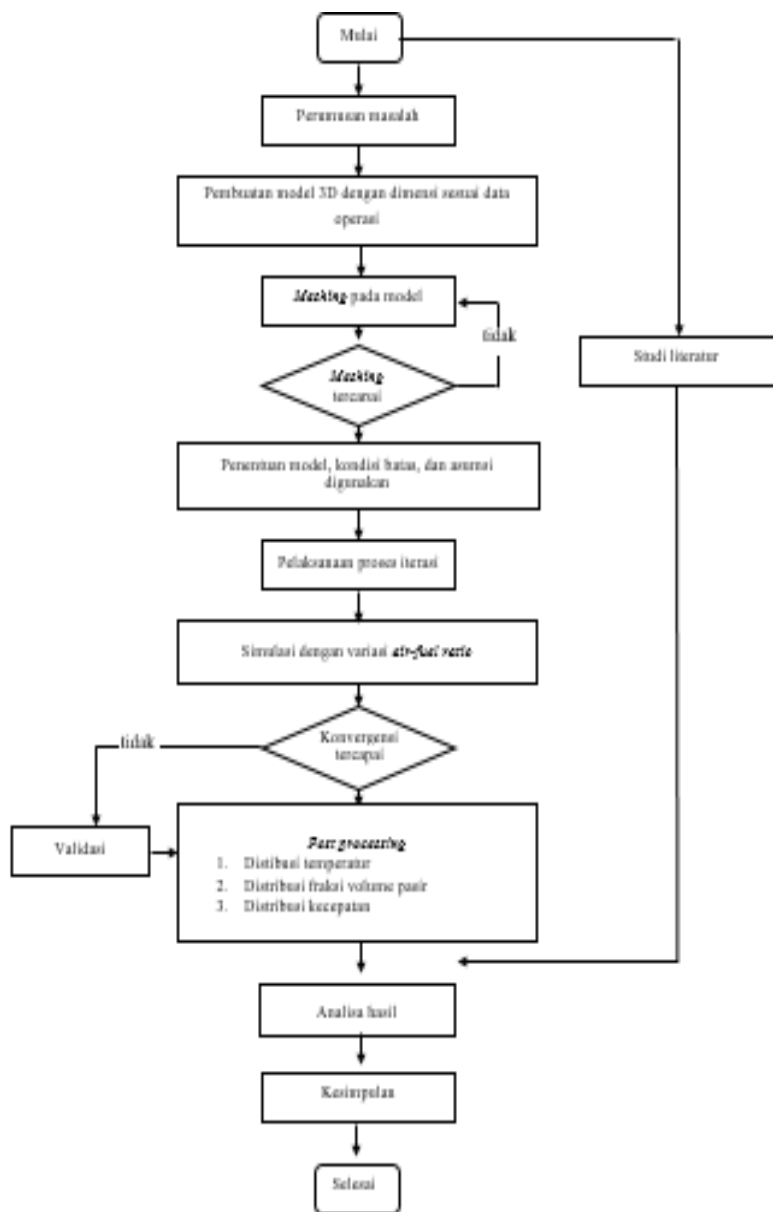 Mulai
Perumusan masalah
Pembuatan model 3D dengan dimensi sesuai data
operasi
Meshing pada model
tidak
Studi literatur
Meshing
tercapai
Penentuan model, kondisi batas, dan asumsi
digunakan
Pelaksanaan proses iterasi
Simulasi dengan variasi air-fuel ratio
tidak
Konvergensi
tercapai
Validasi
Post processing
1. Distibusi temperatur
2. Distribusi fraksi volume pasir
3. Distribusi kecepatan
Analisa hasil
Kesimpulan
Selesai